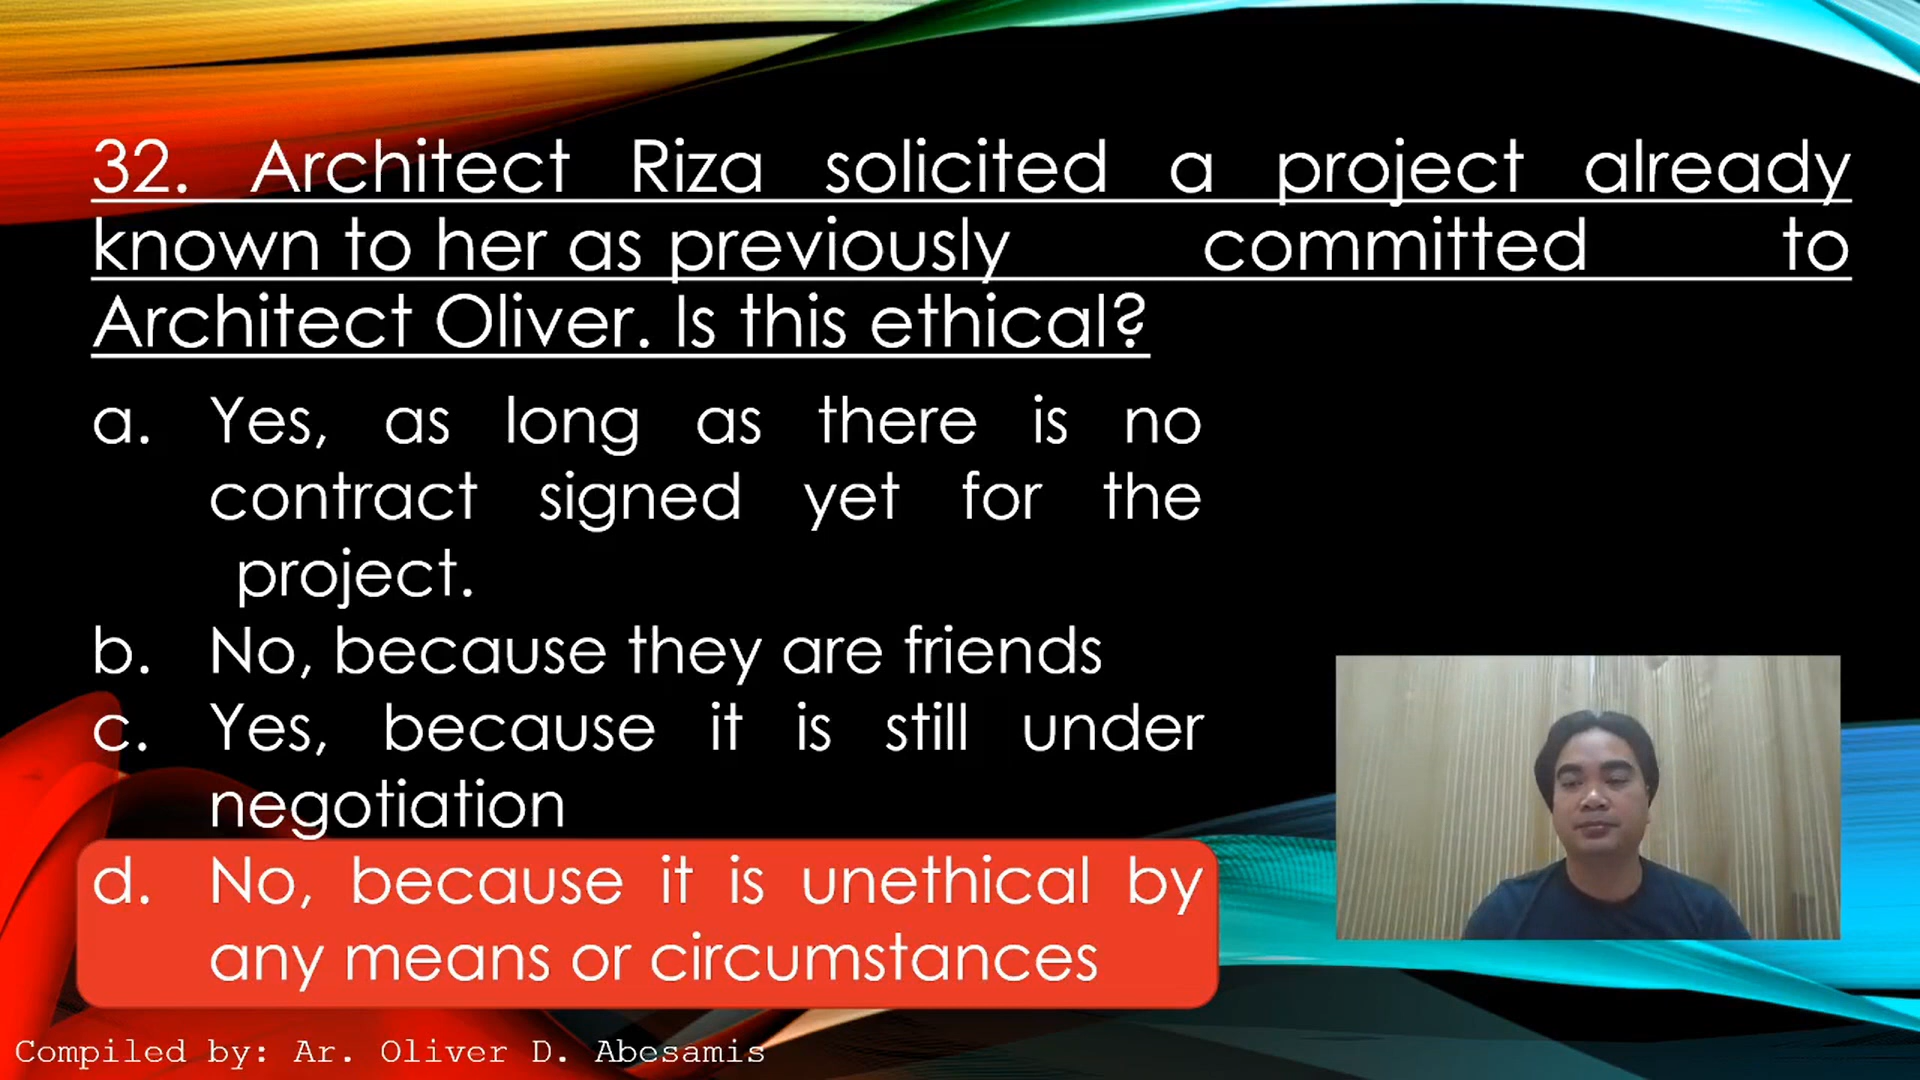 32. Architect Riza solicited a project already
known to her as previously committed to
Architect Oliver. Is this ethical?
a. Yes, as long as there is no
contract signed yet for the
project.
b. No, because they are friends
c. Yes, because it is still under
negotiation
d. No, because it is unethical by
any means or circumstances
Compiled by: Ar. Oliver D. Abesamis